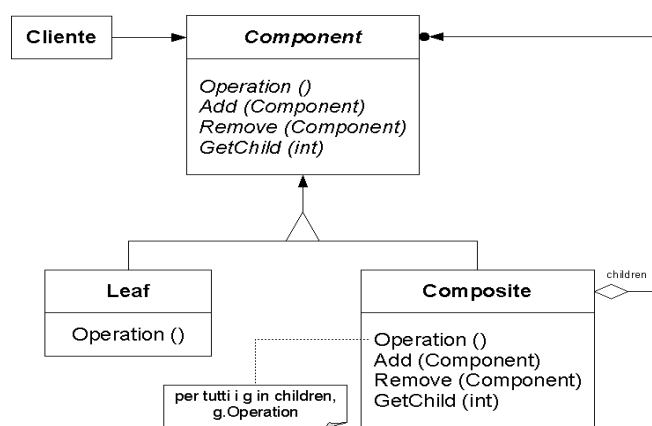 Cliente
Component
Operation ()
Add (Component)
Remove (Component)
GetChild (int)
Leaf
Operation ()
children
Composite
Operation ()
Add (Component)
Remove (Component)
GetChild (int)
per tutti i g in children,
g.Operation